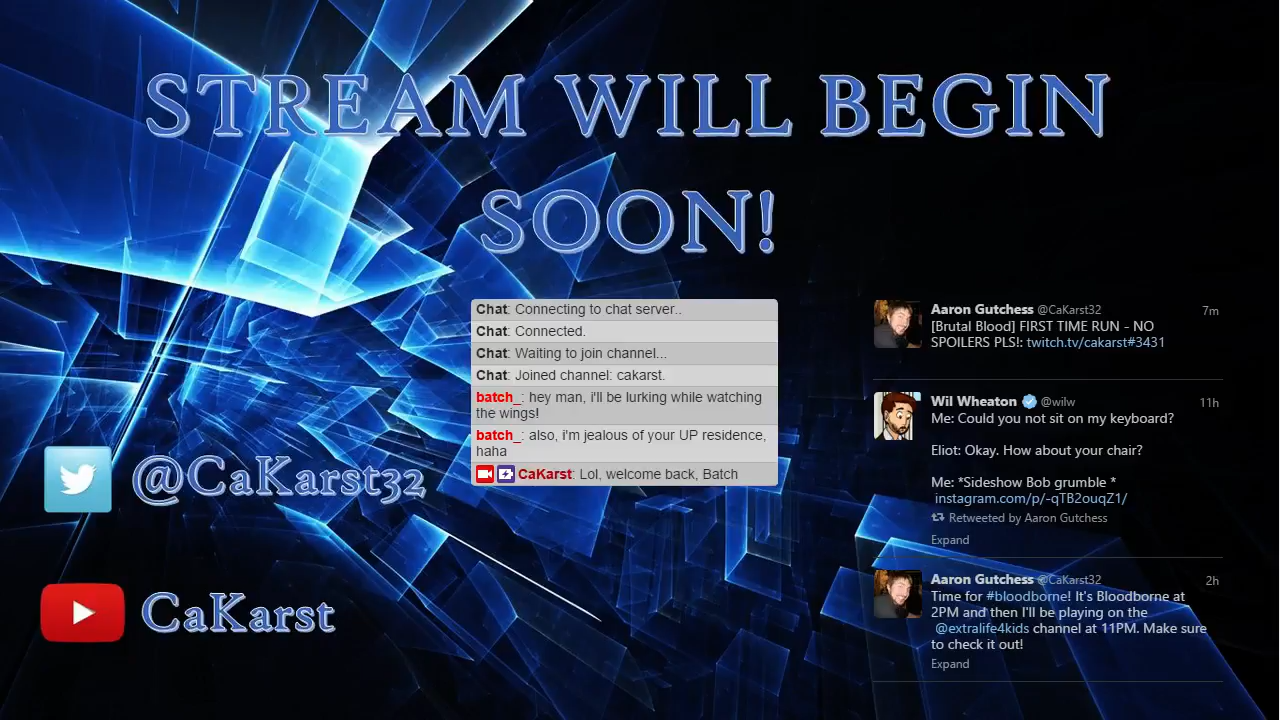 STREAM WILL BEGIN
SOON!
Chat: Connecting to chat server..
Chat: Connected.
Chat: Waiting to join channel...
Chat: Joined channel: cakarst.
batch_: hey man, i'll be lurking while watching
the wings!
batch_: also, i'm jealous of your UP residence,
haha
CaKarst: Lol, welcome back, Batch
@CaKarst32
CaKarst
Aaron Gutchess @CaKarst32 7m
[Brutal Blood] FIRST TIME RUN - NO
SPOILERS PLS!: twitch.tv/cakarst#3431
Wil Wheaton @wilw 11h
Me: Could you not sit on my keyboard?
Eliot: Okay. How about your chair?
Me: *Sideshow Bob grumble *
instagram.com/p/-qTB2ouqZ1/
Retweeted by Aaron Gutchess
Expand
Aaron Gutchess @CaKarst32 2h
Time for #bloodborne! It's Bloodborne at
2PM and then I'll be playing on the
@extralife4kids channel at 11PM. Make sure
to check it out!
Expand